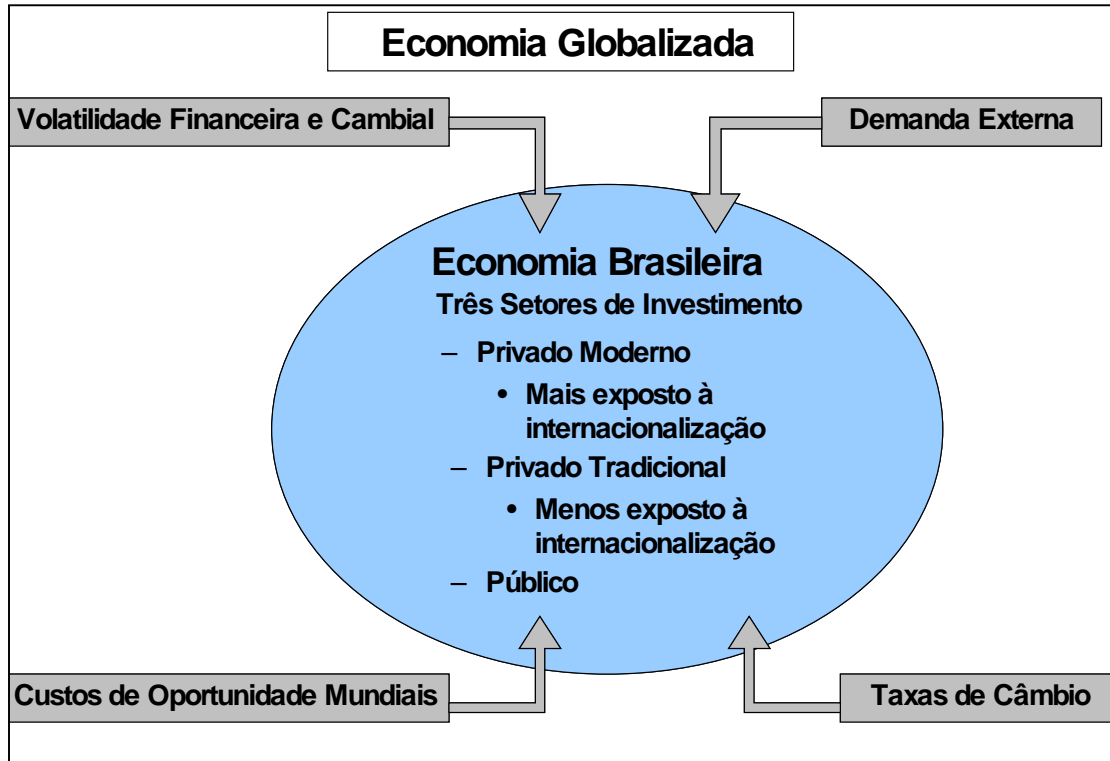 Economia Globalizada
Volatilidade Financeira e Cambial
Demanda Externa
Economia Brasileira
Três Setores de Investimento
– Privado Moderno
• Mais exposto à
internacionalização
– Privado Tradicional
• Menos exposto à
internacionalização
– Público
Custos de Oportunidade Mundiais
Taxas de Câmbio